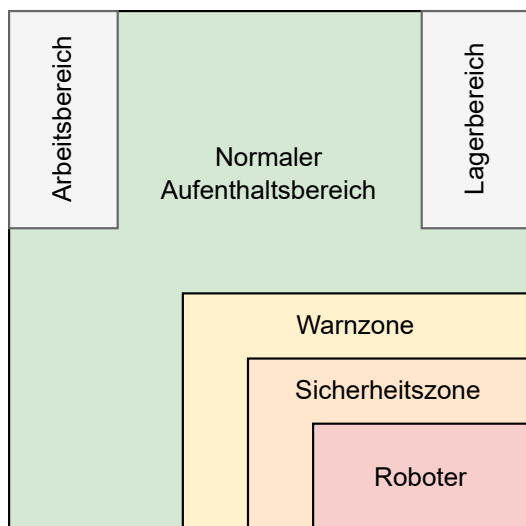 Arbeitsbereich
Normaler
Aufenthaltsbereich
Lagerbereich
Warnzone
Sicherheitszone
Roboter